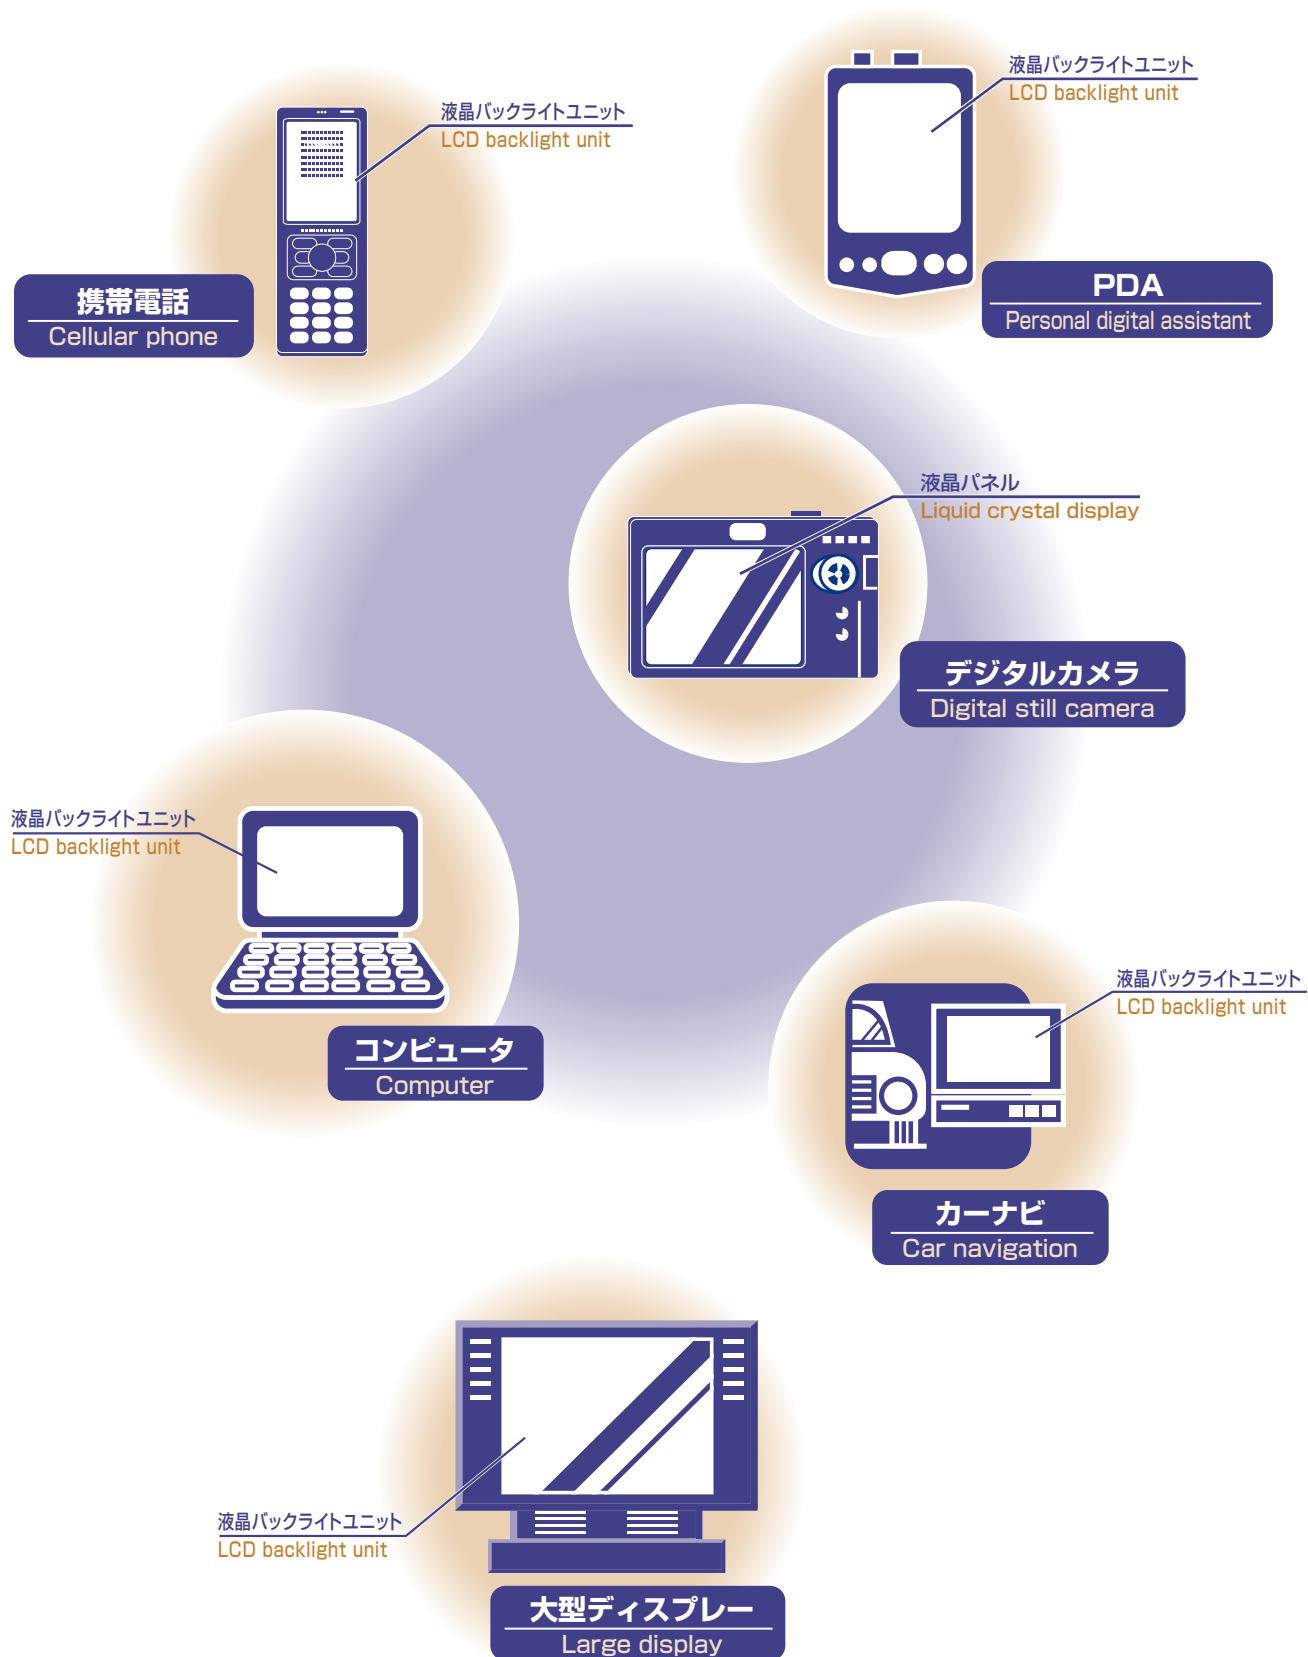 液晶バックライトユニット
LCD backlight unit
携帯電話
Cellular phone
液晶バックライトユニット
LCD backlight unit
PDA
Personal digital assistant
液晶パネル
Liquid crystal display
デジタルカメラ
Digital still camera
液晶バックライトユニット
LCD backlight unit
コンピュータ
Computer
液晶バックライトユニット
LCD backlight unit
カーナビ
Car navigation
液晶バックライトユニット
LCD backlight unit
大型ディスプレー
Large display